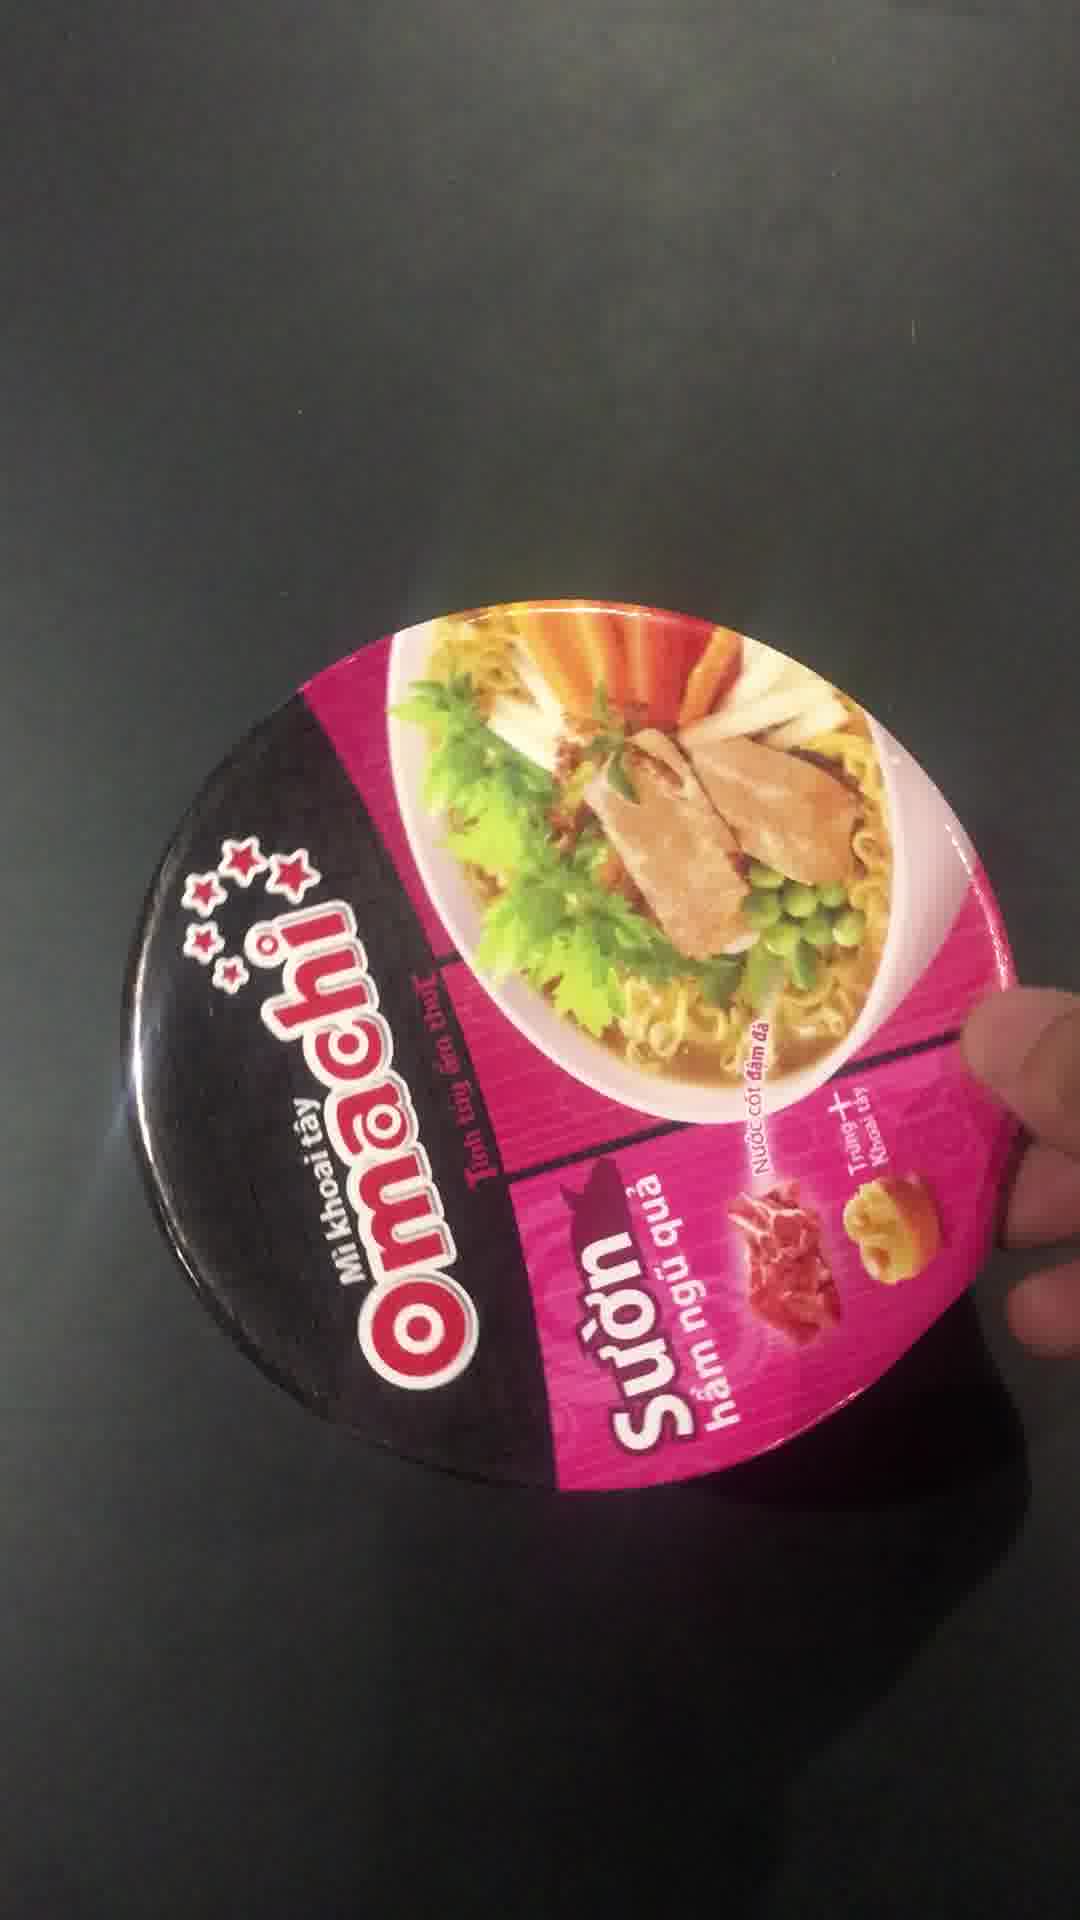 Mì khoai tây
Omachi
Tinh túy ẩm thực
Sườn
hầm ngũ quả
Nước cốt đậm đà
Trứng +
Khoai tây